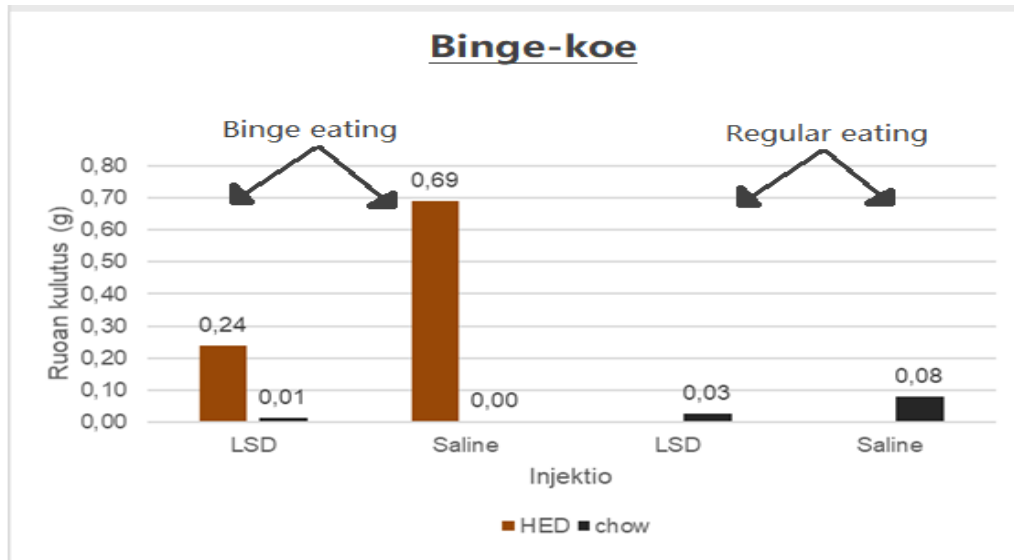 Binge-koe
Binge eating
Regular eating
Ruoan kulutus (g)
0,80
0,70
0,60
0,50
0,40
0,30
0,20
0,10
0,00
0,24
0,01
0,69
0,00
0,03
0,08
LSD
Saline
LSD
Saline
Injektio
HED
chow